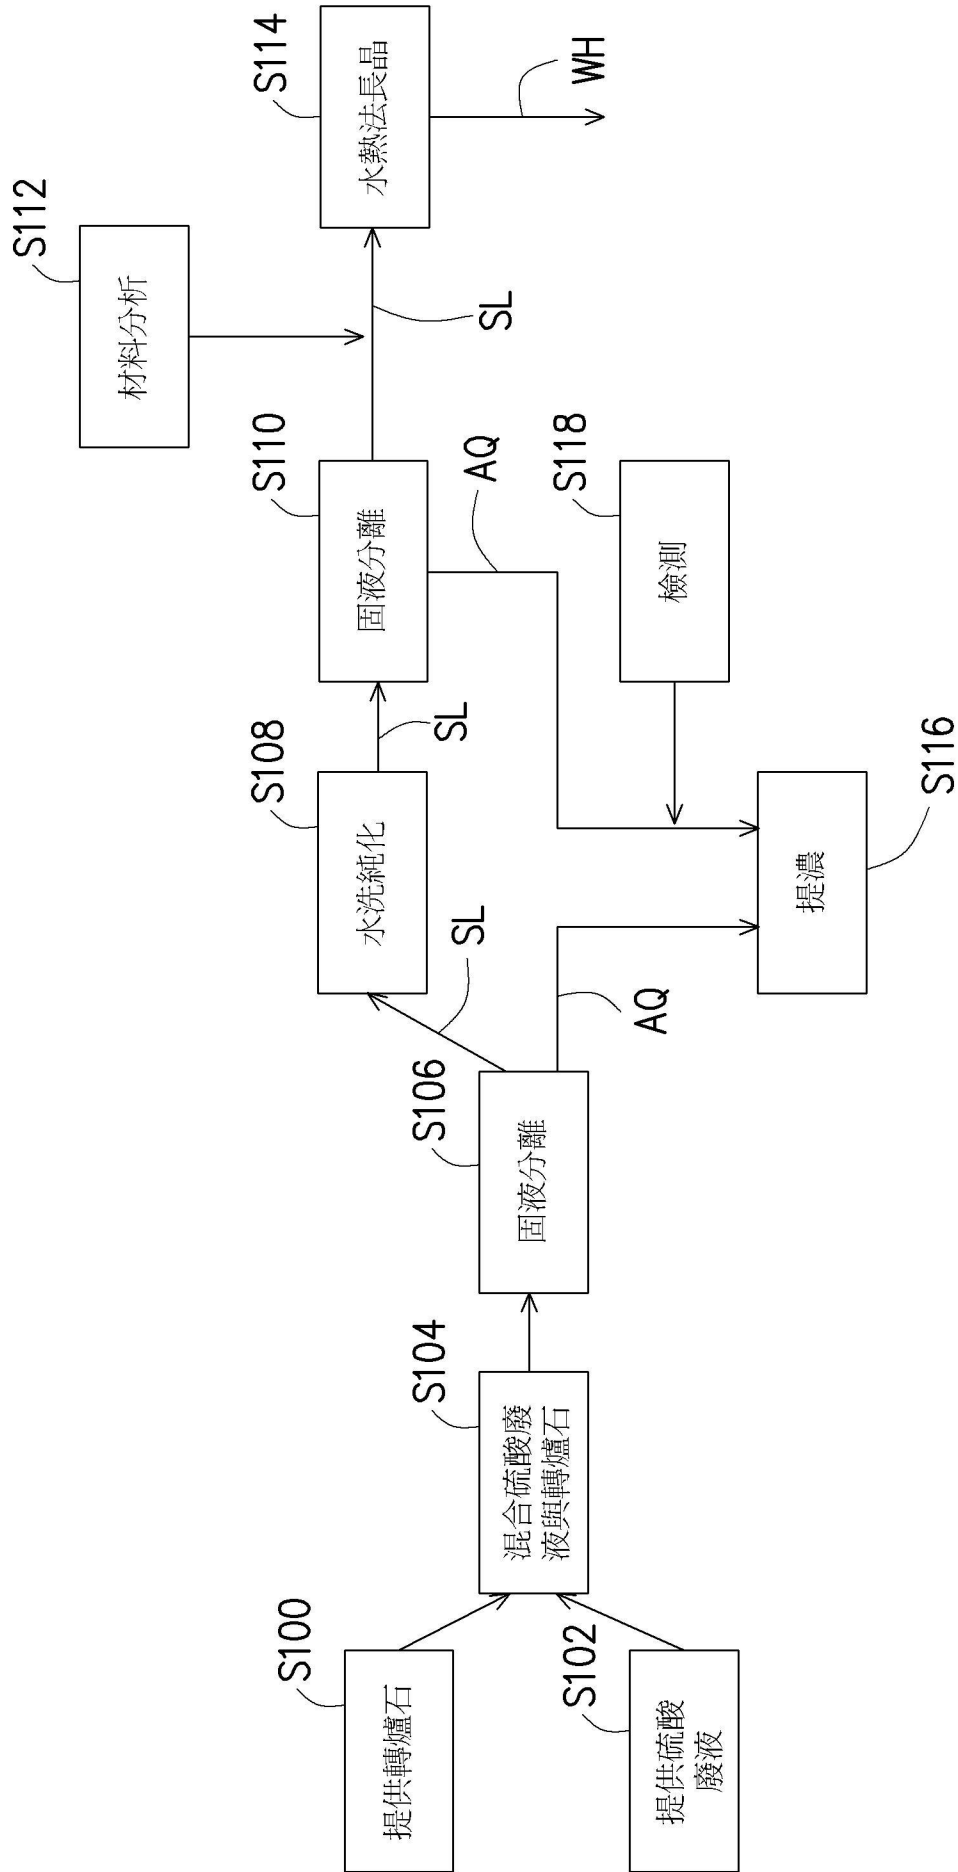 S100
提供轉爐石
S102
提供硫酸
廢液
S104
混合硫酸廢
液與轉爐石
S106
固液分離
SL
AQ
S108
水洗純化
SL
S110
固液分離
AQ
SL
S112
材料分析
S114
水熱法長晶
WH
S118
檢測
S116
提濃